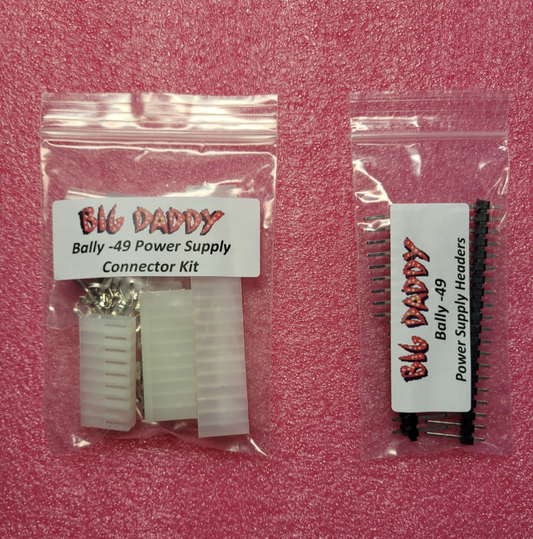 BIG DADDY
Bally -49 Power Supply
Connector Kit
BIG DADDY
Bally -49
Power Supply Headers